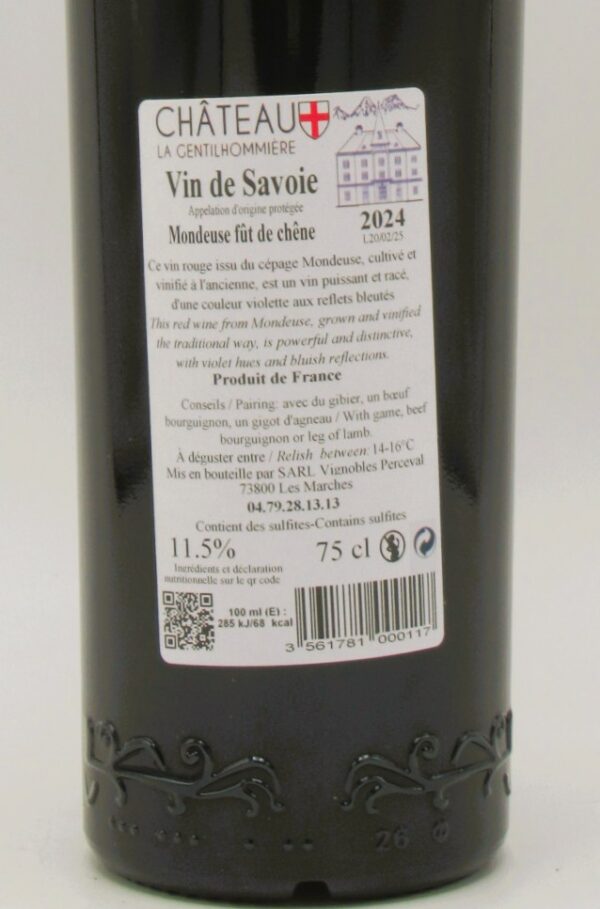 CHÂTEAU
LA GENTILHOMMIÈRE
Vin de Savoie
Appelation d'origine protégée
Mondeuse fût de chêne
2024
L20/02/25
Ce vin rouge issu du cépage Mondeuse, cultivé et
vinifié à l'ancienne, est un vin puissant et racé,
d'une couleur violette aux reflets bleutés
This red wine from Mondeuse, grown and vinified
the traditional way, is powerful and distinctive,
with violet hues and bluish reflections.
Produit de France
Conseils / Pairing: avec du gibier, un bœuf
bourguignon, un gigot d'agneau / With game, beef
bourguignon or leg of lamb.
À déguster entre / Relish between: 14-16°C
Mis en bouteille par SARL Vignobles Perceval
73800 Les Marches
04.79.28.13.13
Contient des sulfites-Contains sulfites
11.5% 75 cl
Ingrédients et déclaration
nutritionnelle sur le qr code
100 ml (E) :
285 kJ/68 kcal
3 561781 000117
26